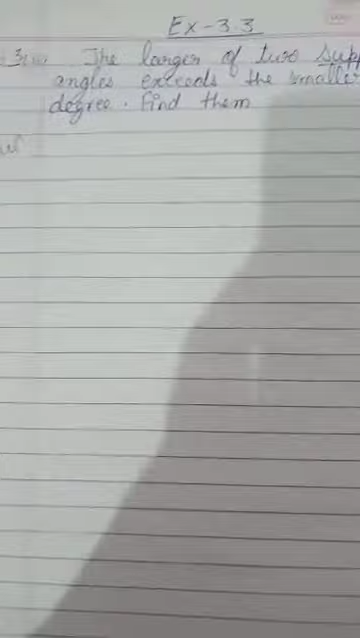 Ex-3.3
The larger of two supp
angles exceeds the smaller
degree. Find them